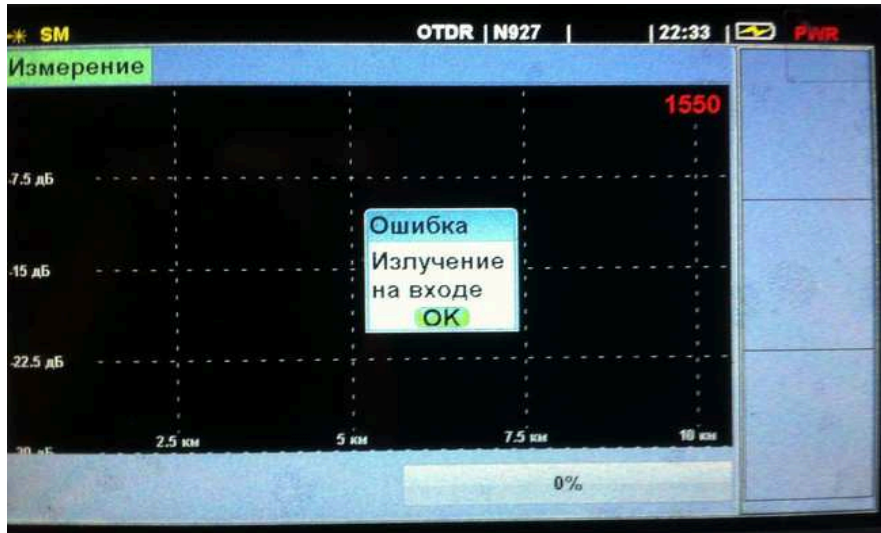 SM OTDR | N927 | | 22:33 | PWR
Измерение
1550
-7.5 дБ
Ошибка
Излучение
на входе
OK
-15 дБ
-22.5 дБ
2.5 км 5 км 7.5 км 10 км
0%